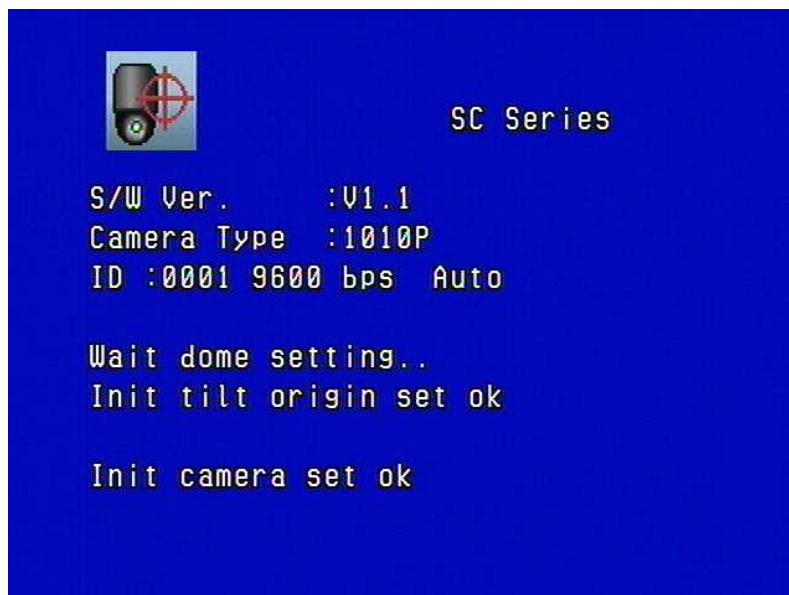 SC Series
S/W Ver. :V1.1
Camera Type :1010P
ID :0001 9600 bps Auto
Wait dome setting..
Init tilt origin set ok
Init camera set ok